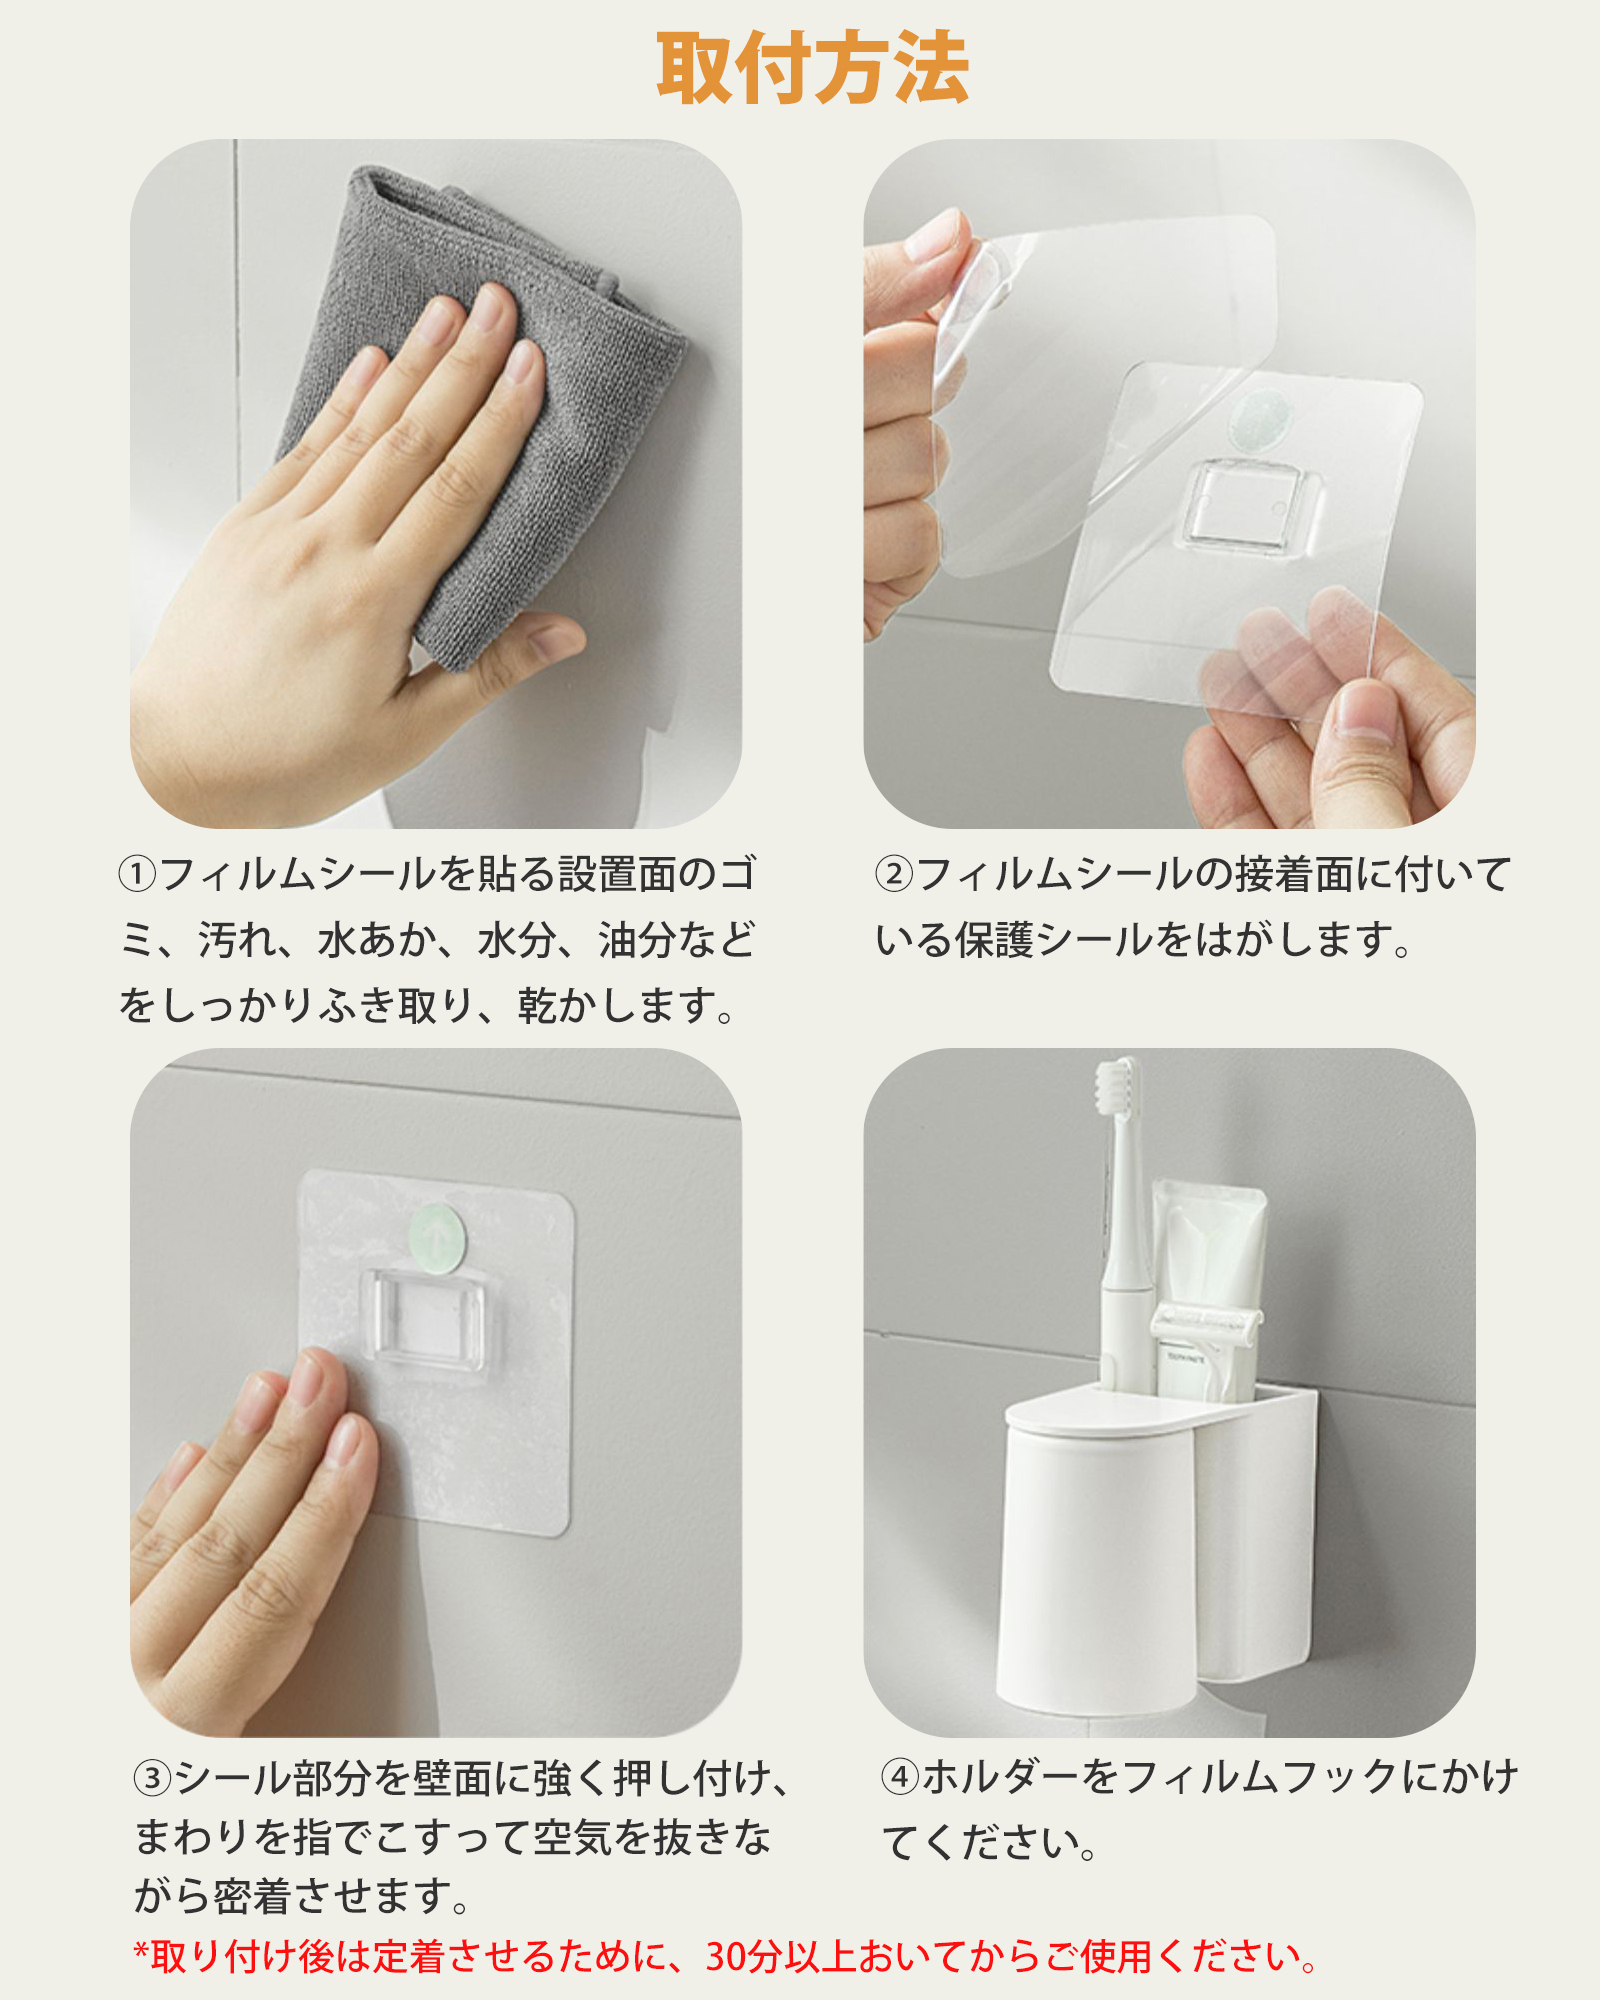 取付方法
①フィルムシールを貼る設置面のゴ
ミ、汚れ、水あか、水分、油分など
をしっかりふき取り、乾かします。
②フィルムシールの接着面に付いて
いる保護シールをはがします。
③シール部分を壁面に強く押し付け、
まわりを指でこすって空気を抜きな
がら密着させます。
④ホルダーをフィルムフックにかけ
てください。
*取り付け後は定着させるために、30分以上おいてからご使用ください。